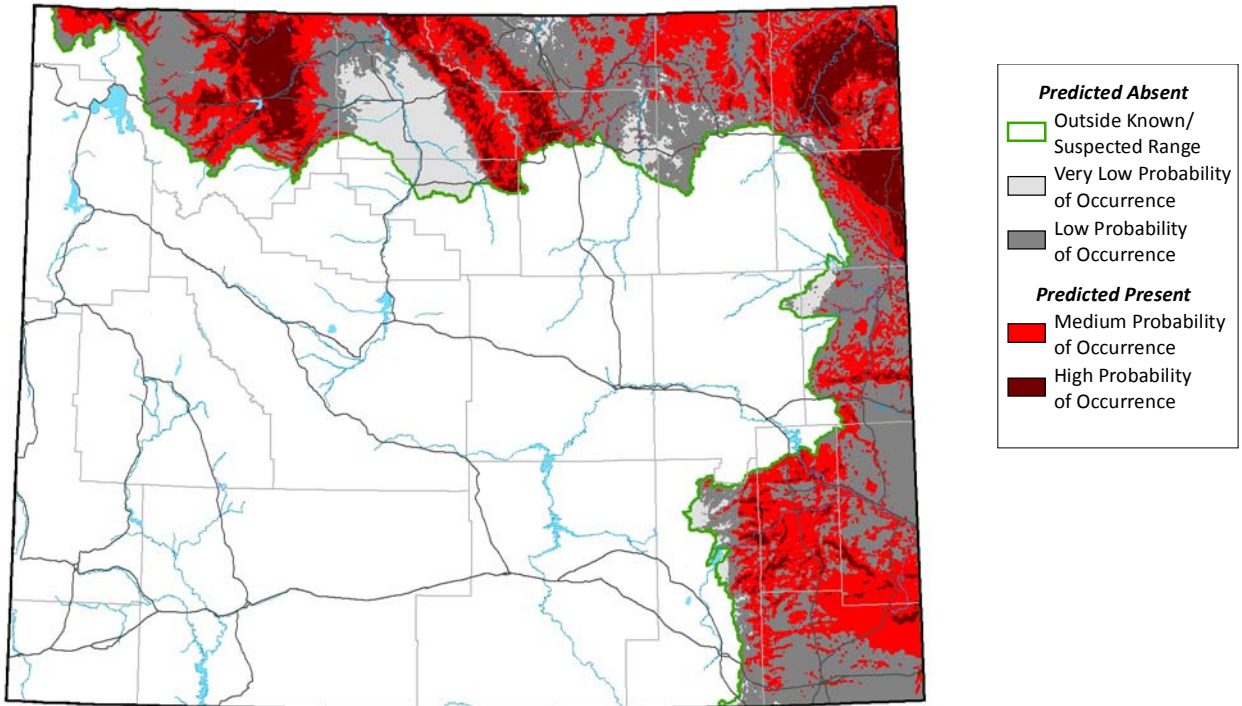 Predicted Absent
Outside Known/
Suspected Range
Very Low Probability
of Occurrence
Low Probability
of Occurrence
Predicted Present
Medium Probability
of Occurrence
High Probability
of Occurrence